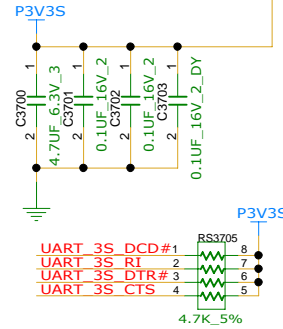 P3V3S
1
1
1
1
C3700
4.7UF_6.3V_3
C3701
0.1UF_16V_2
C3702
0.1UF_16V_2
C3703
0.1UF_16V_2_DY
2
2
2
2
P3V3S
RS3705
UART_3S_DCD# 1 8
UART_3S_RI 2 7
UART_3S_DTR# 3 6
UART_3S_CTS 4 5
4.7K_5%